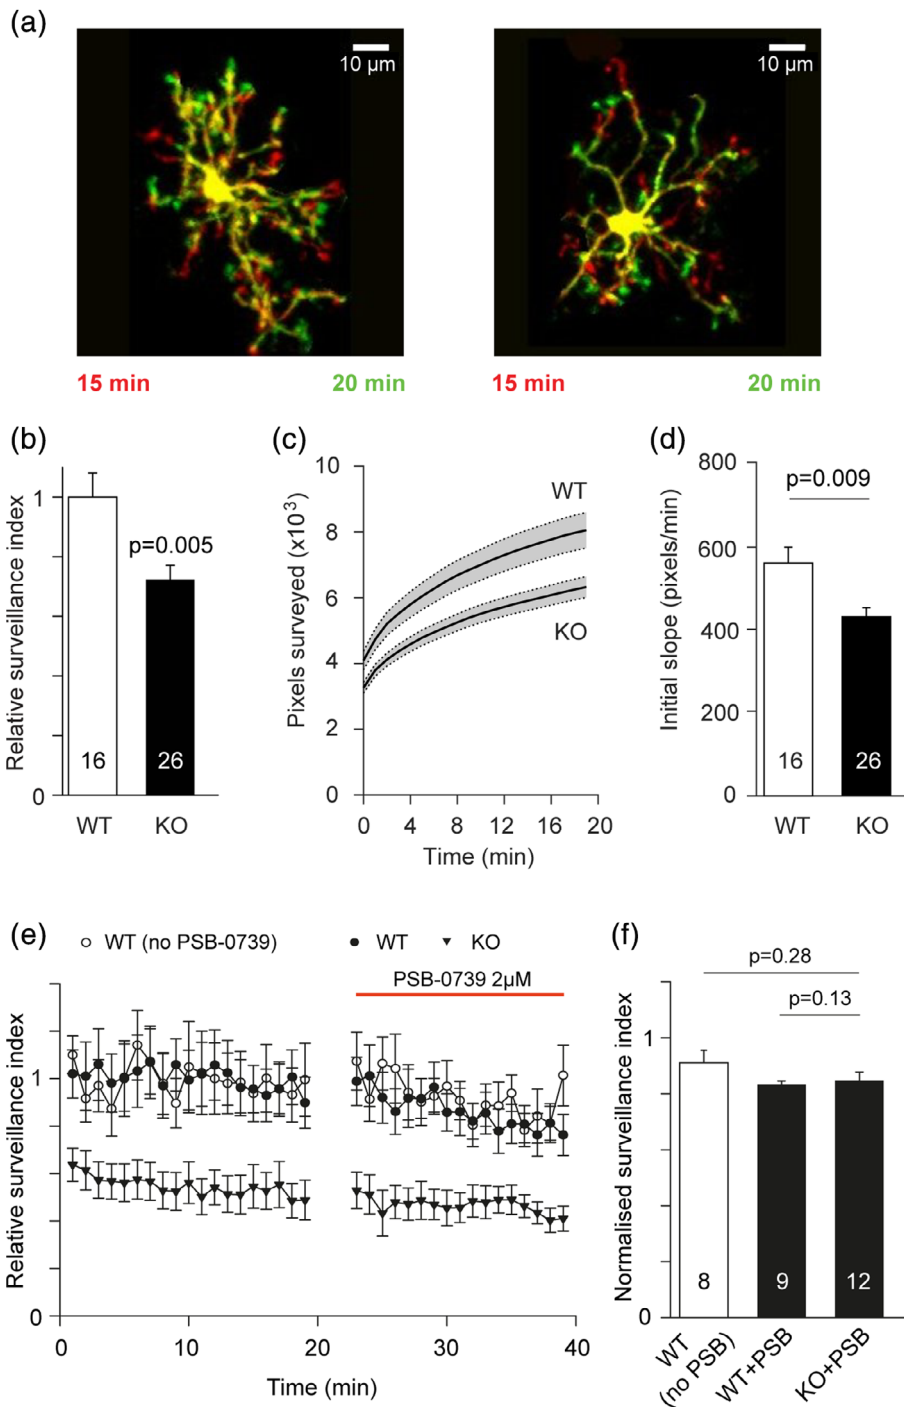 (a)
10 µm
10 µm
15 min
20 min
15 min
20 min
(b)
Relative surveillance index
1
0
p=0.005
16
26
WT
KO
(c)
Pixels surveyed (x10³)
10
8
6
4
2
0
WT
KO
0 4 8 12 16 20
Time (min)
(d)
Initial slope (pixels/min)
800
600
400
200
0
p=0.009
16
26
WT
KO
(e)
WT (no PSB-0739)
WT
KO
PSB-0739 2µM
Relative surveillance index
1
0
0 10 20 30 40
Time (min)
(f)
Normalised surveillance index
p=0.28
p=0.13
1
0
8
9
12
WT
(no PSB)
WT+PSB
KO+PSB